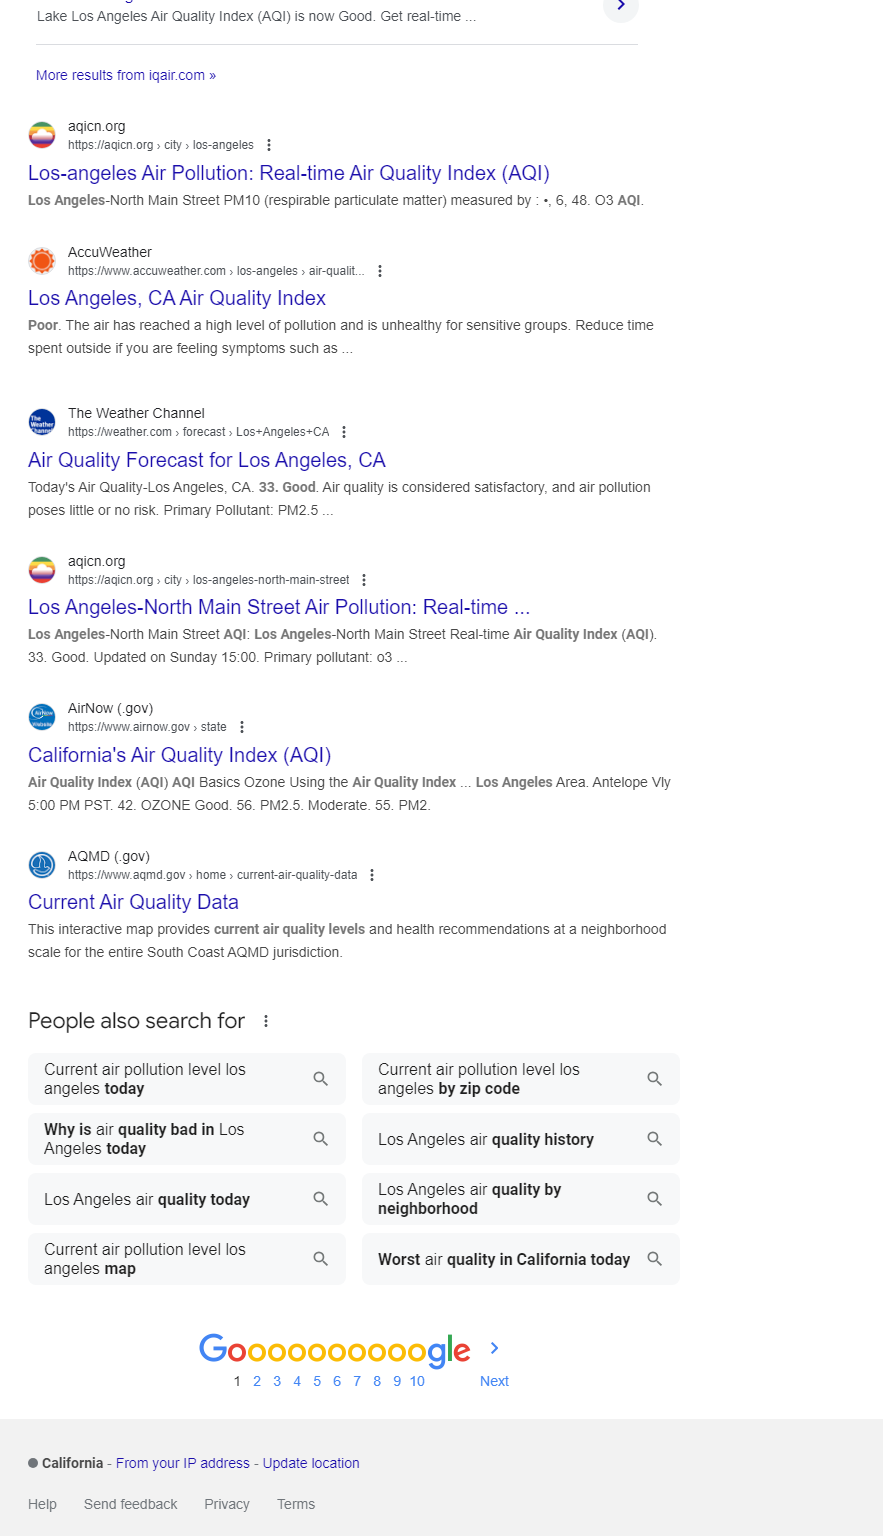 Lake Los Angeles Air Quality Index (AQI) is now Good. Get real-time ...
More results from iqair.com »
aqicn.org
https://aqicn.org › city › los-angeles
Los-angeles Air Pollution: Real-time Air Quality Index (AQI)
Los Angeles-North Main Street PM10 (respirable particulate matter) measured by : •, 6, 48. O3 AQI.
AccuWeather
https://www.accuweather.com › los-angeles › air-qualit...
Los Angeles, CA Air Quality Index
Poor. The air has reached a high level of pollution and is unhealthy for sensitive groups. Reduce time
spent outside if you are feeling symptoms such as ...
The Weather Channel
The
Weather
Channel
https://weather.com › forecast › Los+Angeles+CA
Air Quality Forecast for Los Angeles, CA
Today's Air Quality-Los Angeles, CA. 33. Good. Air quality is considered satisfactory, and air pollution
poses little or no risk. Primary Pollutant: PM2.5 ...
aqicn.org
https://aqicn.org › city › los-angeles-north-main-street
Los Angeles-North Main Street Air Pollution: Real-time ...
Los Angeles-North Main Street AQI: Los Angeles-North Main Street Real-time Air Quality Index (AQI).
33. Good. Updated on Sunday 15:00. Primary pollutant: o3 ...
AirNow (.gov)
https://www.airnow.gov › state
California's Air Quality Index (AQI)
Air Quality Index (AQI) AQI Basics Ozone Using the Air Quality Index ... Los Angeles Area. Antelope Vly
5:00 PM PST. 42. OZONE Good. 56. PM2.5. Moderate. 55. PM2.
AQMD (.gov)
https://www.aqmd.gov › home › current-air-quality-data
Current Air Quality Data
This interactive map provides current air quality levels and health recommendations at a neighborhood
scale for the entire South Coast AQMD jurisdiction.
People also search for
Current air pollution level los
angeles today
Current air pollution level los
angeles by zip code
Why is air quality bad in Los
Angeles today
Los Angeles air quality history
Los Angeles air quality today
Los Angeles air quality by
neighborhood
Current air pollution level los
angeles map
Worst air quality in California today
Goooooooooogle
1 2 3 4 5 6 7 8 9 10 Next
California - From your IP address - Update location
Help Send feedback Privacy Terms